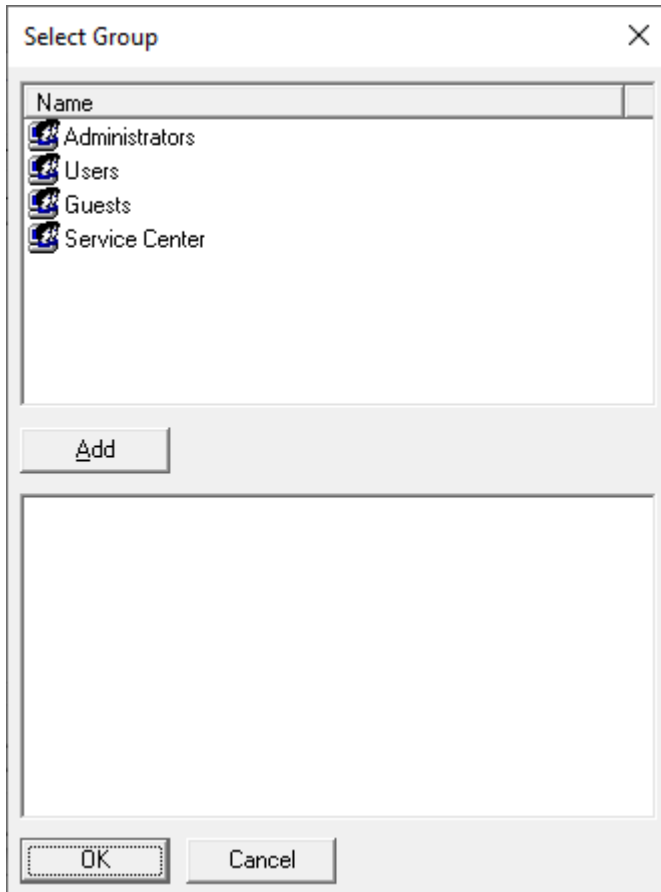 Select Group
Name
Administrators
Users
Guests
Service Center
Add
OK
Cancel